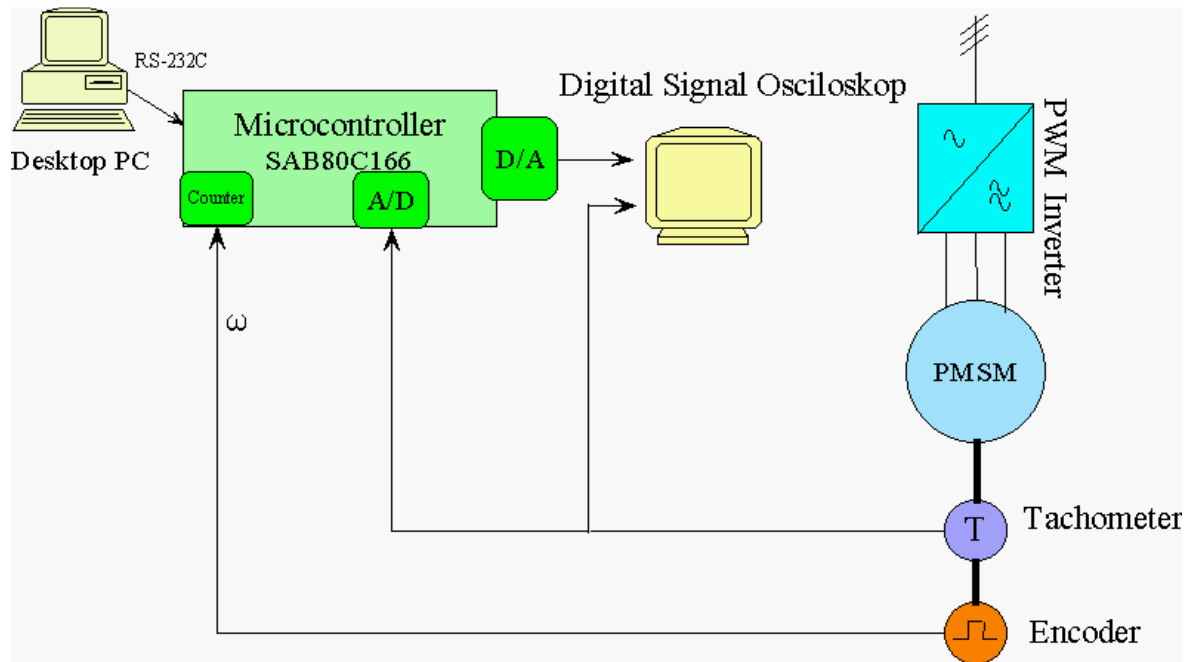 RS-232C
Desktop PC
Microcontroller
SAB80C166
Counter
A/D
D/A
Digital Signal Osciloskop
PWM Inverter
ω
PMSM
T
Tachometer
Encoder